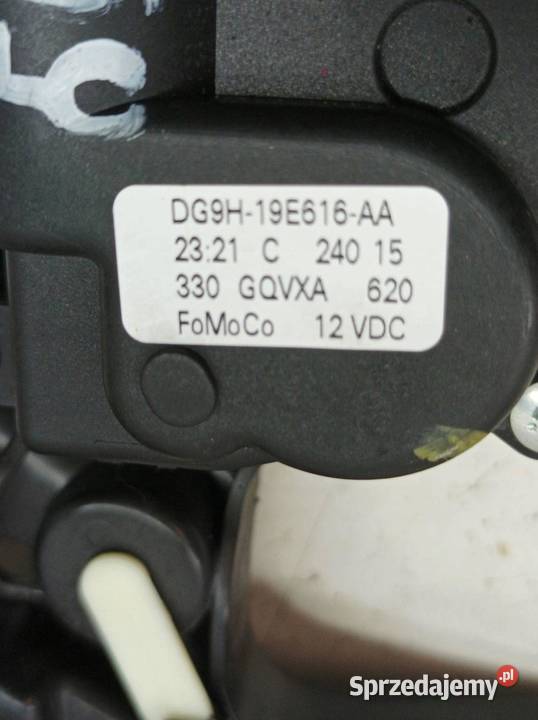 DG9H-19E616-AA
23:21 C 240 15
330 GQVXA 620
FoMoCo 12 VDC
Sprzedajemy.pl